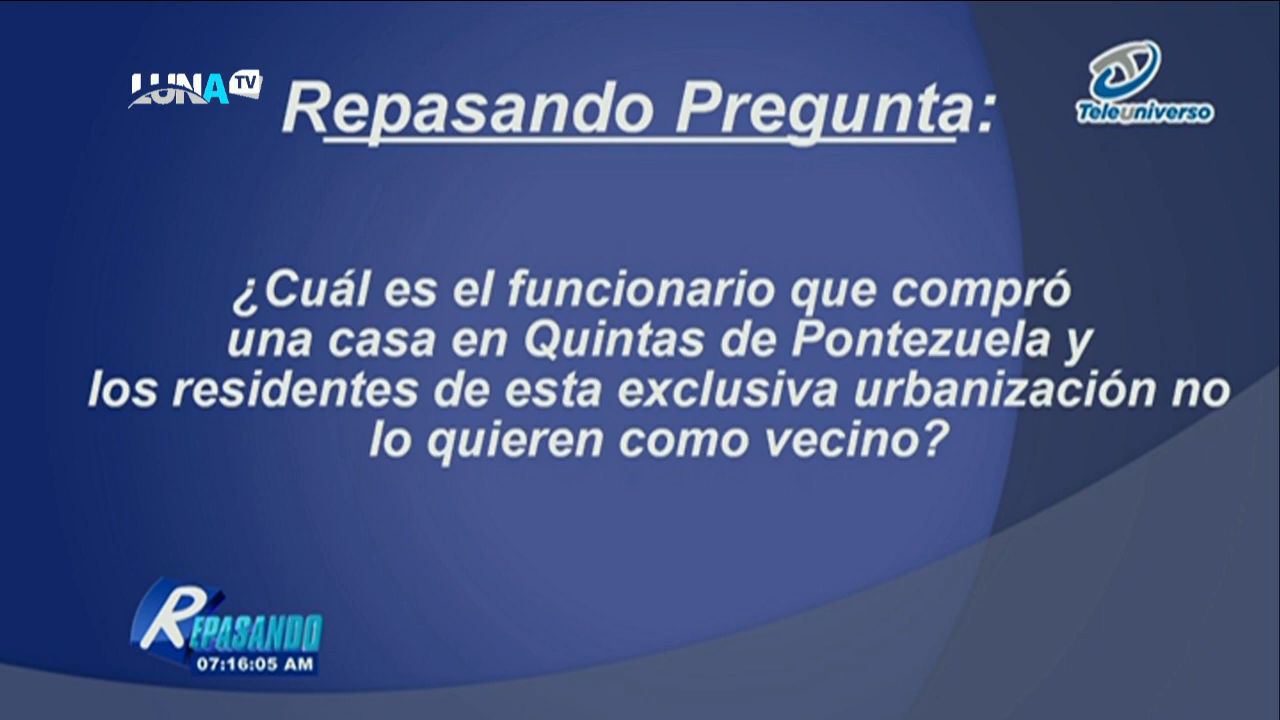 LUNA TV
Repasando Pregunta:
Teleuniverso
¿Cuál es el funcionario que compró
una casa en Quintas de Pontezuela y
los residentes de esta exclusiva urbanización no
lo quieren como vecino?
REPASANDO
07:16:05 AM